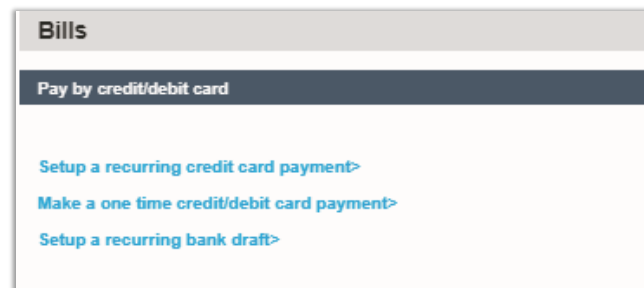 Bills
Pay by credit/debit card
Setup a recurring credit card payment>
Make a one time credit/debit card payment>
Setup a recurring bank draft>